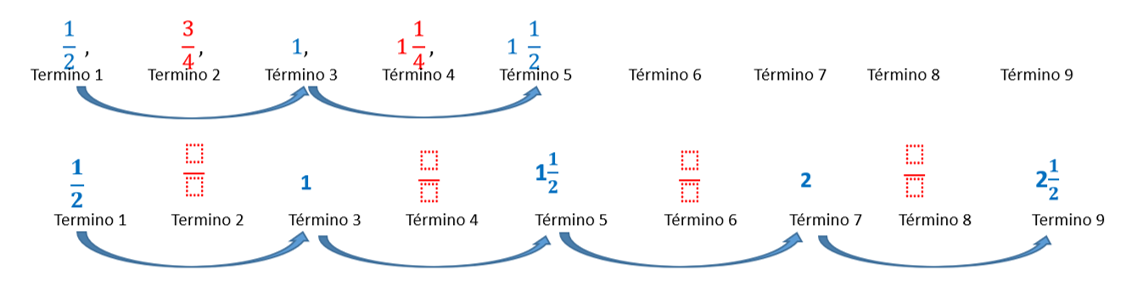 1/2, 3/4, 1, 1 1/4, 1 1/2
Termino 1 Termino 2 Término 3 Término 4 Término 5 Término 6 Término 7 Término 8 Término 9
1/2 1 1 1/2 2 2 1/2
Termino 1 Termino 2 Término 3 Término 4 Término 5 Término 6 Término 7 Término 8 Termino 9